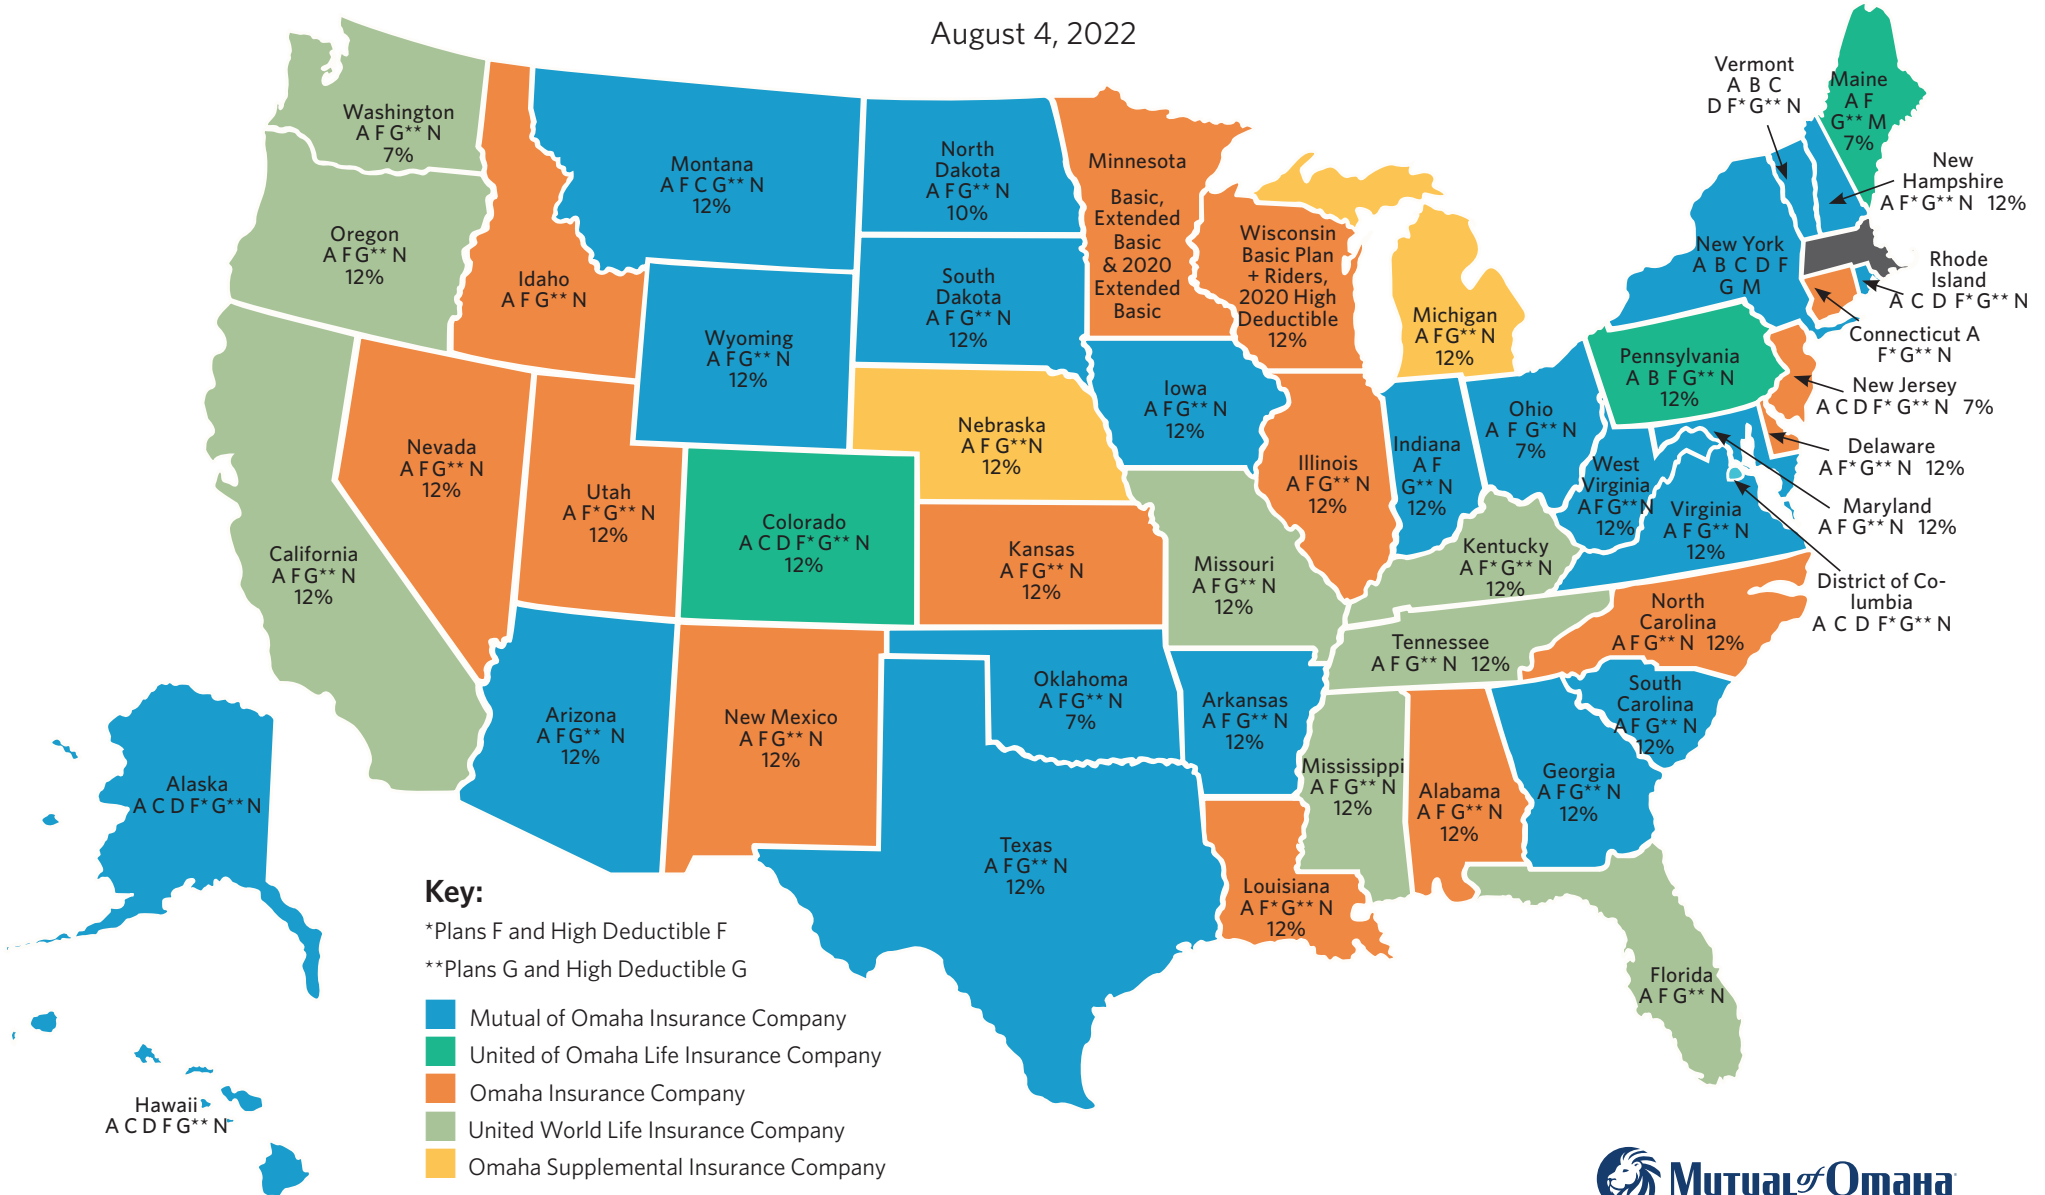 August 4, 2022
Washington
A F G** N
7%
Oregon
A F G** N
12%
California
A F G** N
12%
Idaho
A F G** N
Nevada
A F G** N
12%
Utah
A F* G** N
12%
Arizona
A F G** N
12%
Montana
A F C G** N
12%
Wyoming
A F G** N
12%
Colorado
A C D F* G** N
12%
New Mexico
A F G** N
12%
North
Dakota
A F G** N
10%
South
Dakota
A F G** N
12%
Nebraska
A F G**N
12%
Kansas
A F G** N
12%
Oklahoma
A F G** N
7%
Texas
A F G** N
12%
Minnesota
Basic,
Extended
Basic
& 2020
Extended
Basic
Iowa
A F G** N
12%
Missouri
A F G** N
12%
Arkansas
A F G** N
12%
Louisiana
A F* G** N
12%
Wisconsin
Basic Plan
+ Riders,
2020 High
Deductible
12%
Illinois
A F G** N
12%
Michigan
A F G** N
12%
Indiana
A F
G** N
12%
Ohio
A F G** N
7%
Kentucky
A F* G** N
12%
Tennessee
A F G** N 12%
Mississippi
A F G** N
12%
Alabama
A F G** N
12%
Georgia
A F G** N
12%
Florida
A F G** N
South
Carolina
A F G** N
12%
North
Carolina
A F G** N 12%
Virginia
A F G** N
12%
West
Virginia
A F G** N
12%
Pennsylvania
A B F G** N
12%
New York
A B C D F
G M
Vermont
A B C
D F* G** N
Maine
A F
G** M
7%
New
Hampshire
A F* G** N 12%
Rhode
Island
A C D F* G** N
Connecticut A
F* G** N
New Jersey
A C D F* G** N 7%
Delaware
A F* G** N 12%
Maryland
A F G** N 12%
District of Co-
lumbia
A C D F* G** N
Alaska
A C D F* G** N
Hawaii
A C D F G** N
Key:
*Plans F and High Deductible F
**Plans G and High Deductible G
Mutual of Omaha Insurance Company
United of Omaha Life Insurance Company
Omaha Insurance Company
United World Life Insurance Company
Omaha Supplemental Insurance Company
MUTUAL of OMAHA